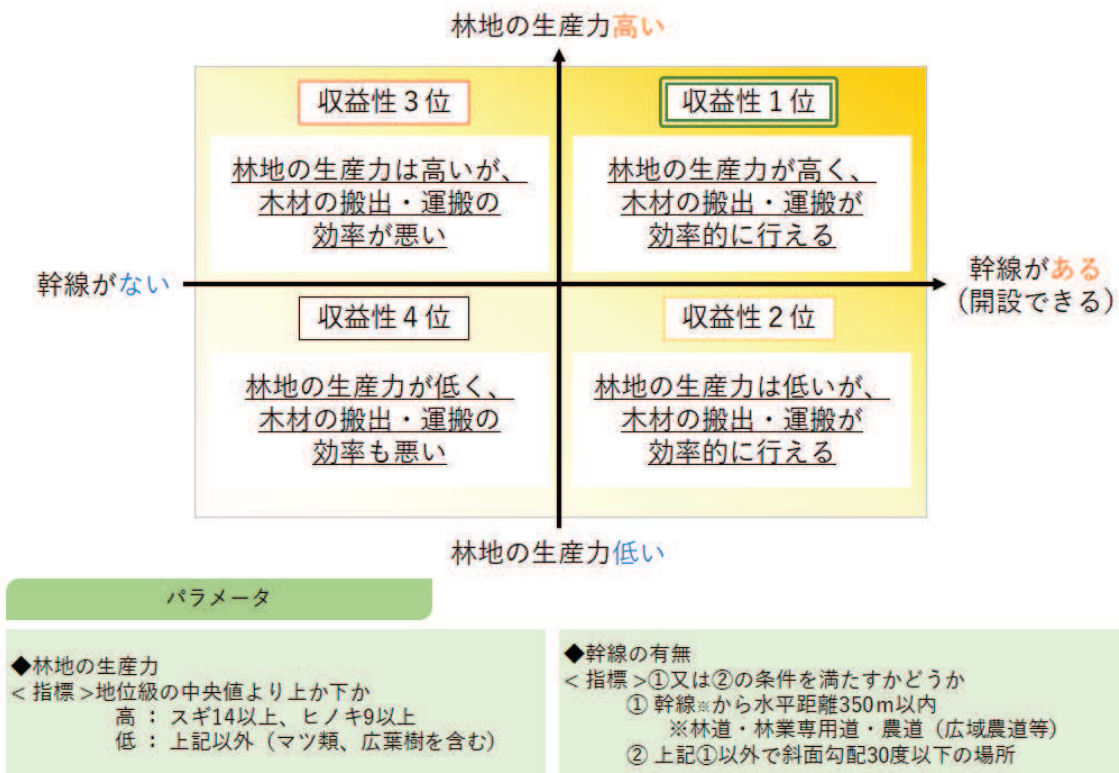 林地の生産力高い
収益性3位
林地の生産力は高いが、
木材の搬出・運搬の
効率が悪い
収益性1位
林地の生産力が高く、
木材の搬出・運搬が
効率的に行える
幹線がない
幹線がある
(開設できる)
収益性4位
林地の生産力が低く、
木材の搬出・運搬の
効率も悪い
収益性2位
林地の生産力は低いが、
木材の搬出・運搬が
効率的に行える
林地の生産力低い
パラメータ
◆林地の生産力
<指標>地位級の中央値より上か下か
高 : スギ14以上、ヒノキ9以上
低 : 上記以外(マツ類、広葉樹を含む)
◆幹線の有無
<指標>①又は②の条件を満たすかどうか
① 幹線※から水平距離350m以内
※林道・林業専用道・農道(広域農道等)
② 上記①以外で斜面勾配30度以下の場所